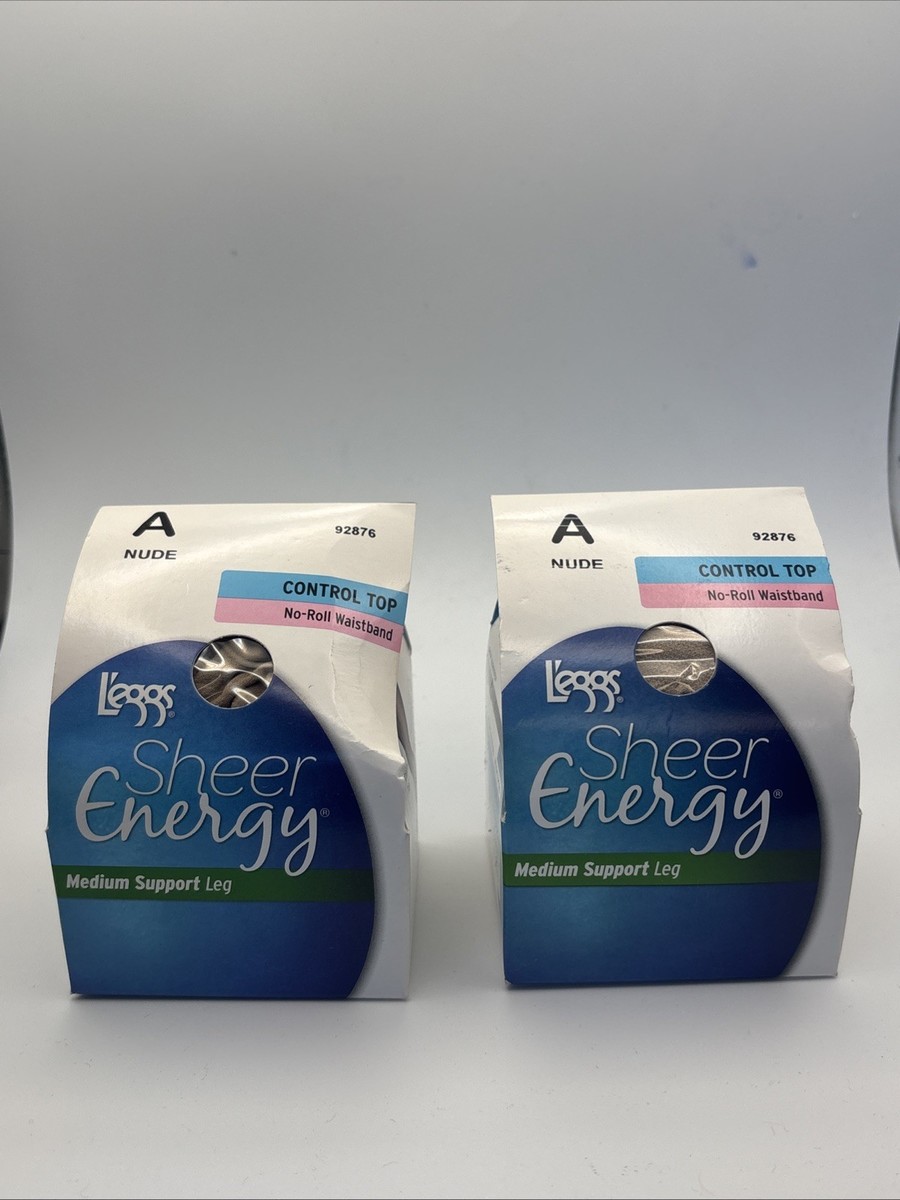 A
92876
NUDE
CONTROL TOP
No-Roll Waistband
L'eggs®
Sheer
Energy®
Medium Support Leg
A
92876
NUDE
CONTROL TOP
No-Roll Waistband
L'eggs®
Sheer
Energy®
Medium Support Leg